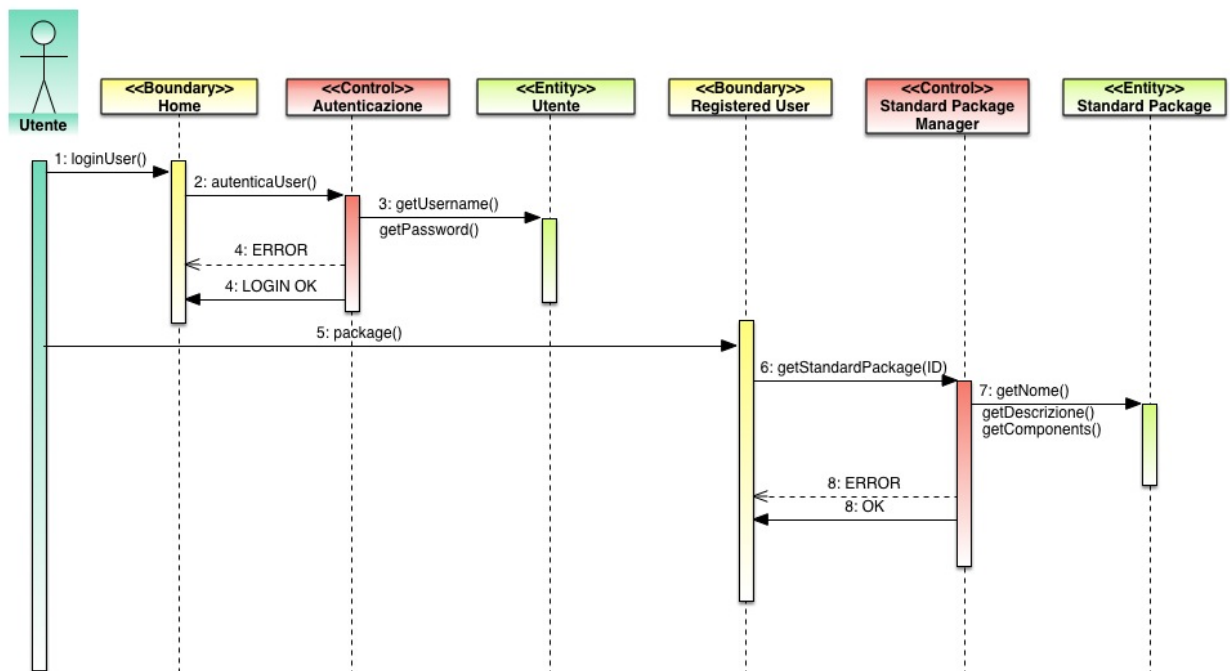 Utente
<<Boundary>>
Home
<<Control>>
Autenticazione
<<Entity>>
Utente
<<Boundary>>
Registered User
<<Control>>
Standard Package
Manager
<<Entity>>
Standard Package
1: loginUser()
2: autenticaUser()
3: getUsername()
getPassword()
4: ERROR
4: LOGIN OK
5: package()
6: getStandardPackage(ID)
7: getNome()
getDescrizione()
getComponents()
8: ERROR
8: OK